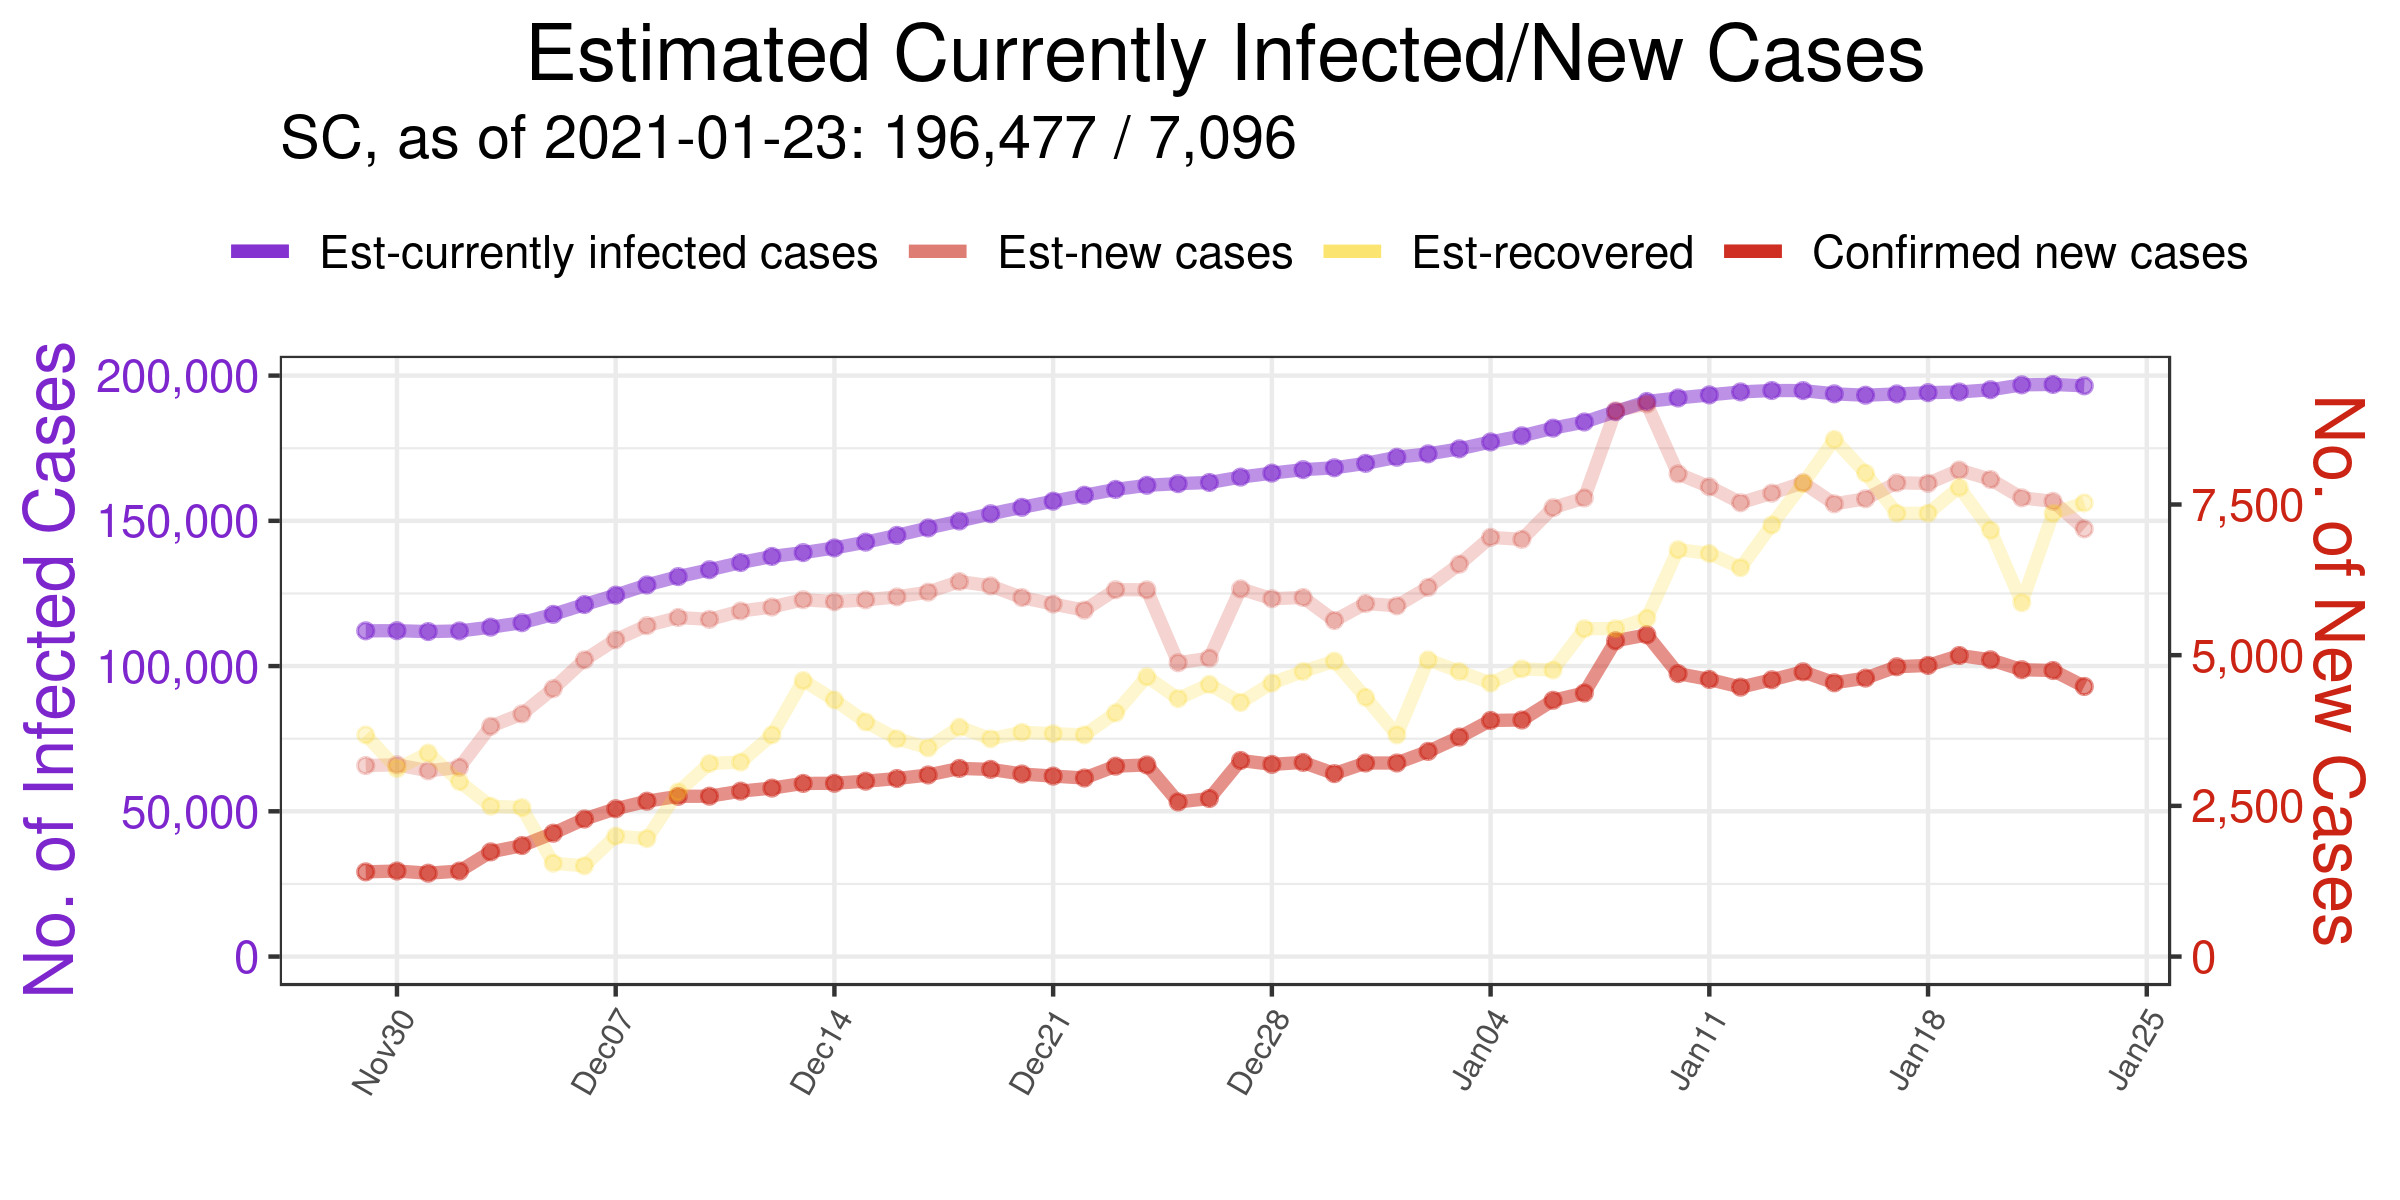 Estimated Currently Infected/New Cases
SC, as of 2021-01-23: 196,477 / 7,096
Est-currently infected cases Est-new cases Est-recovered Confirmed new cases
No. of Infected Cases
200,000
150,000
100,000
50,000
0
No. of New Cases
7,500
5,000
2,500
0
Nov30 Dec07 Dec14 Dec21 Dec28 Jan04 Jan11 Jan18 Jan25